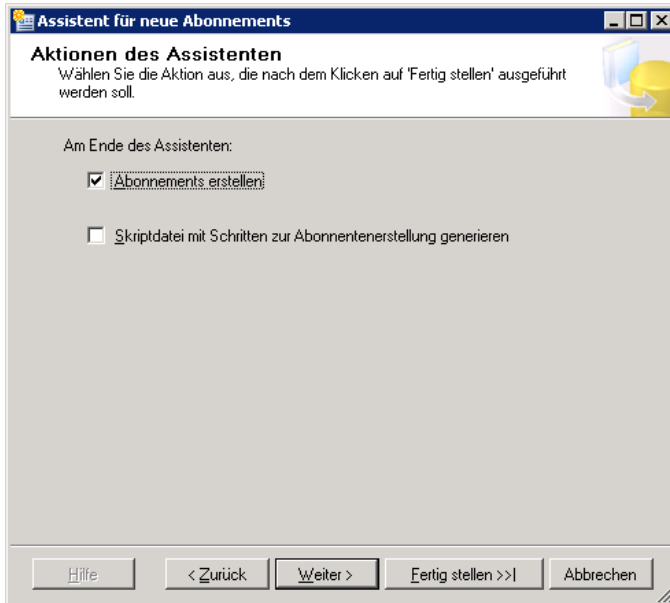 Assistent für neue Abonnements
Aktionen des Assistenten
Wählen Sie die Aktion aus, die nach dem Klicken auf 'Fertig stellen' ausgeführt
werden soll.
Am Ende des Assistenten:
Abonnements erstellen
Skriptdatei mit Schritten zur Abonnentenerstellung generieren
Hilfe < Zurück Weiter > Fertig stellen >>| Abbrechen